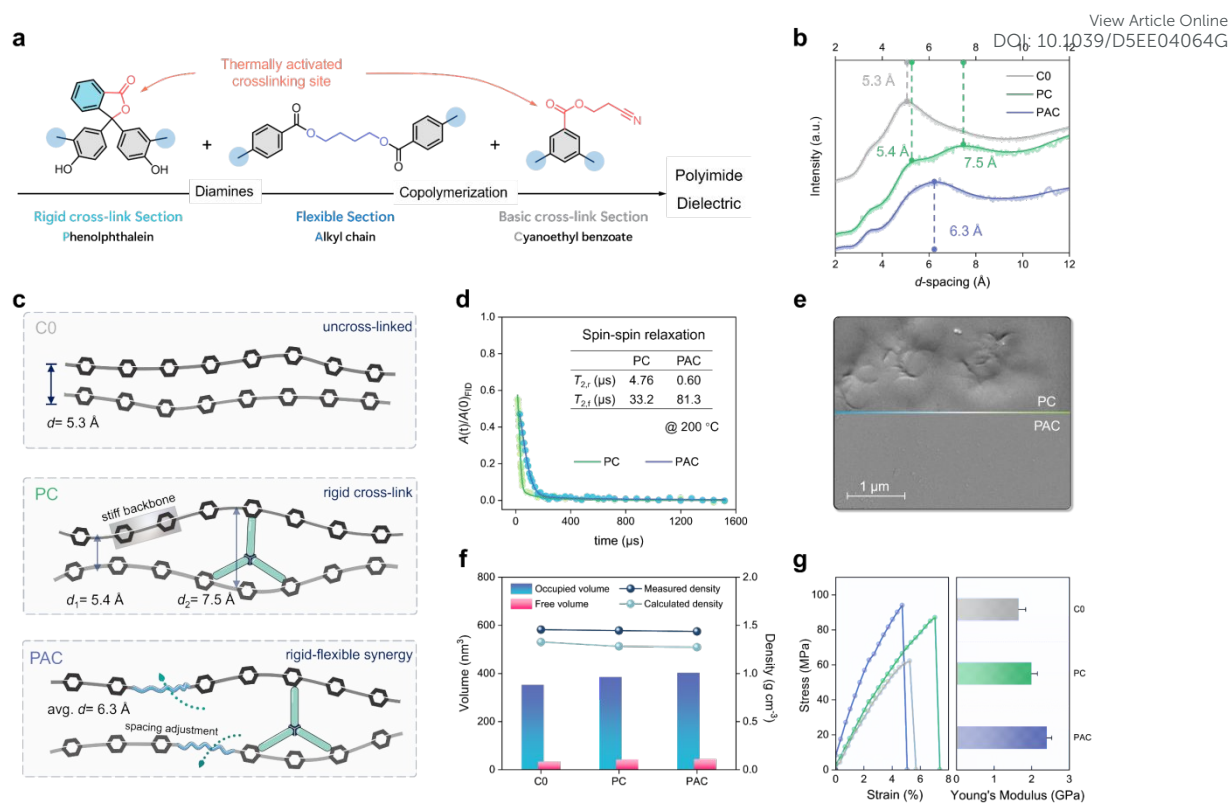 View Article Online
DOI: 10.1039/D5EE04064G
a
Thermally activated
crosslinking site
O
O
HO
OH
+
O
O
O
O
+
O
O
N
Diamines
Copolymerization
Polyimide
Dielectric
Rigid cross-link Section
Phenolphthalein
Flexible Section
Alkyl chain
Basic cross-link Section
Cyanoethyl benzoate
b
2 4 6 8 10 12
5.3 Å
C0
PC
PAC
5.4 Å
7.5 Å
6.3 Å
Intensity (a.u.)
2 4 6 8 10 12
d-spacing (Å)
c
C0
uncross-linked
d= 5.3 Å
PC
rigid cross-link
stiff backbone
d₁= 5.4 Å
d₂= 7.5 Å
PAC
rigid-flexible synergy
avg. d= 6.3 Å
spacing adjustment
d
A(t)/A(0)FID
1.0
0.8
0.6
0.4
0.2
0.0
Spin-spin relaxation
PC PAC
T2,r (μs) 4.76 0.60
T2,f (μs) 33.2 81.3
@ 200 °C
PC
PAC
0 400 800 1200 1600
time (μs)
e
PC
PAC
1 μm
f
Volume (nm³)
800
600
400
200
0
Occupied volume
Free volume
Measured density
Calculated density
2.0
1.5
1.0
0.5
0.0
Density (g cm⁻³)
C0 PC PAC
g
Stress (MPa)
100
80
60
40
20
0
0 2 4 6 8
Strain (%)
C0
PC
PAC
1 2 3
Young's Modulus (GPa)